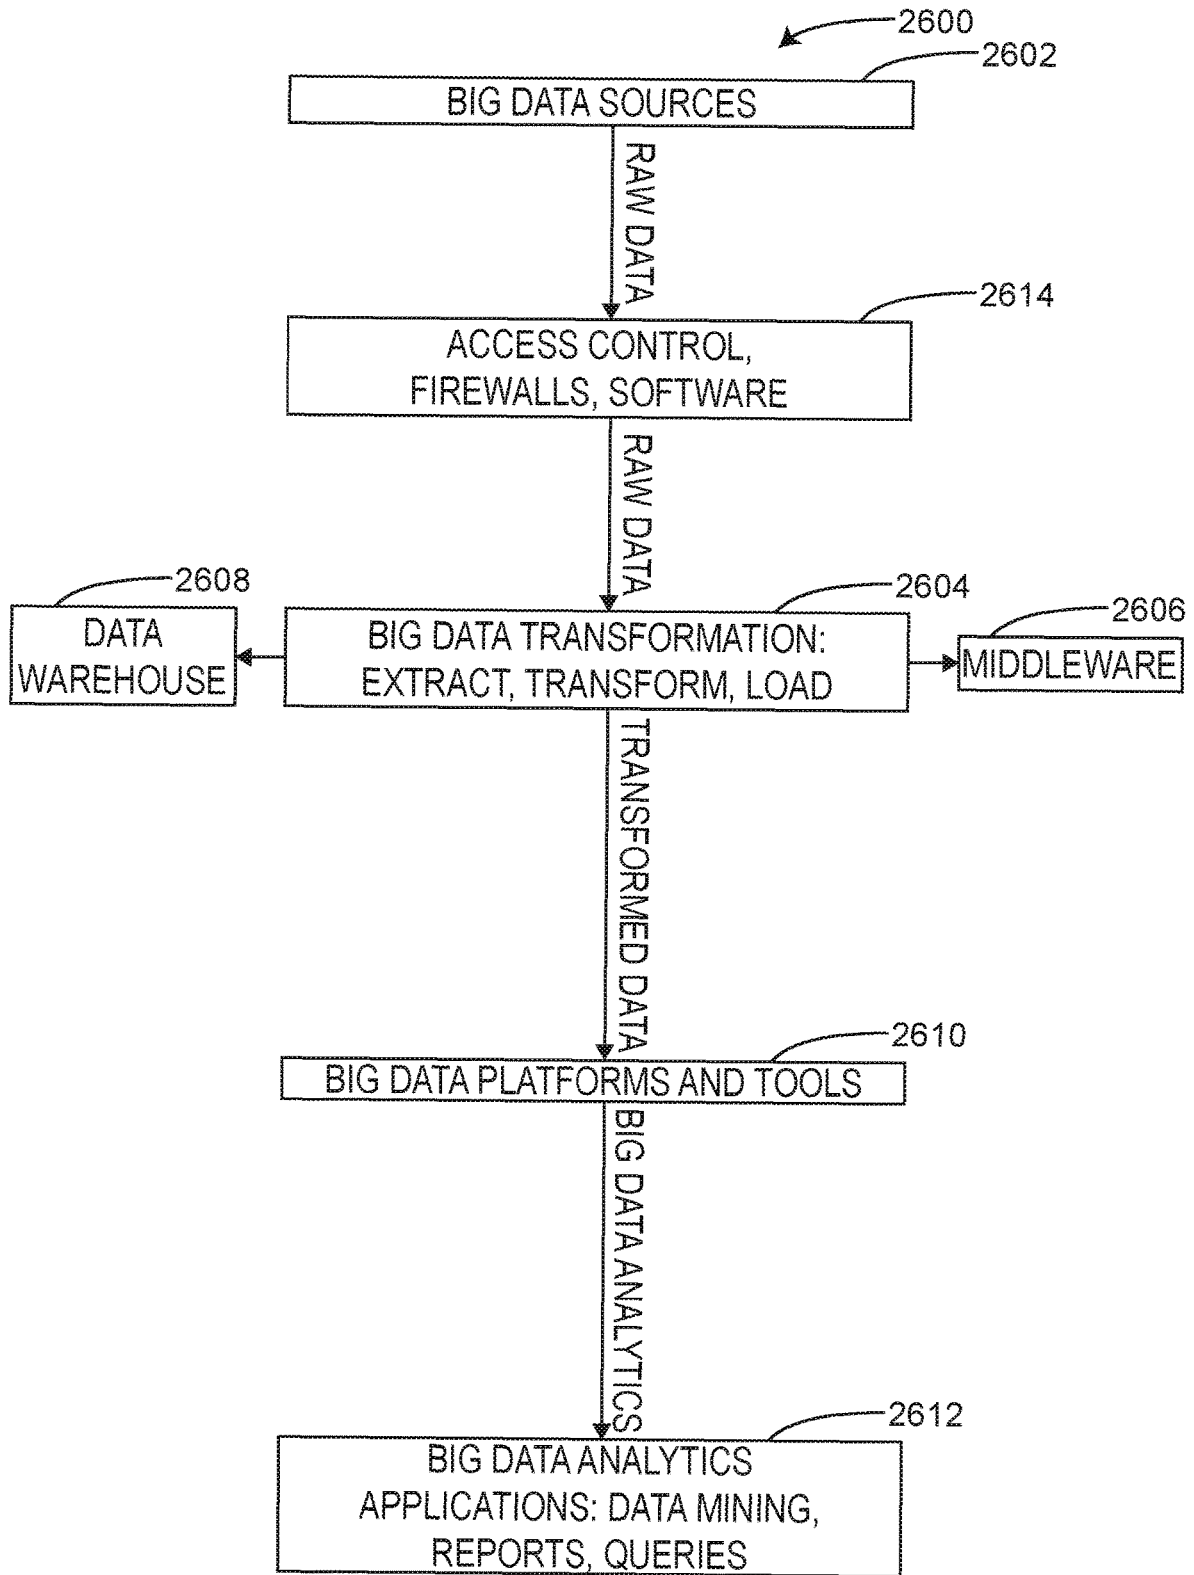 2600
2602
BIG DATA SOURCES
RAW DATA
2614
ACCESS CONTROL,
FIREWALLS, SOFTWARE
RAW DATA
2608
DATA
WAREHOUSE
2604
BIG DATA TRANSFORMATION:
EXTRACT, TRANSFORM, LOAD
2606
MIDDLEWARE
TRANSFORMED DATA
2610
BIG DATA PLATFORMS AND TOOLS
BIG DATA ANALYTICS
2612
BIG DATA ANALYTICS
APPLICATIONS: DATA MINING,
REPORTS, QUERIES